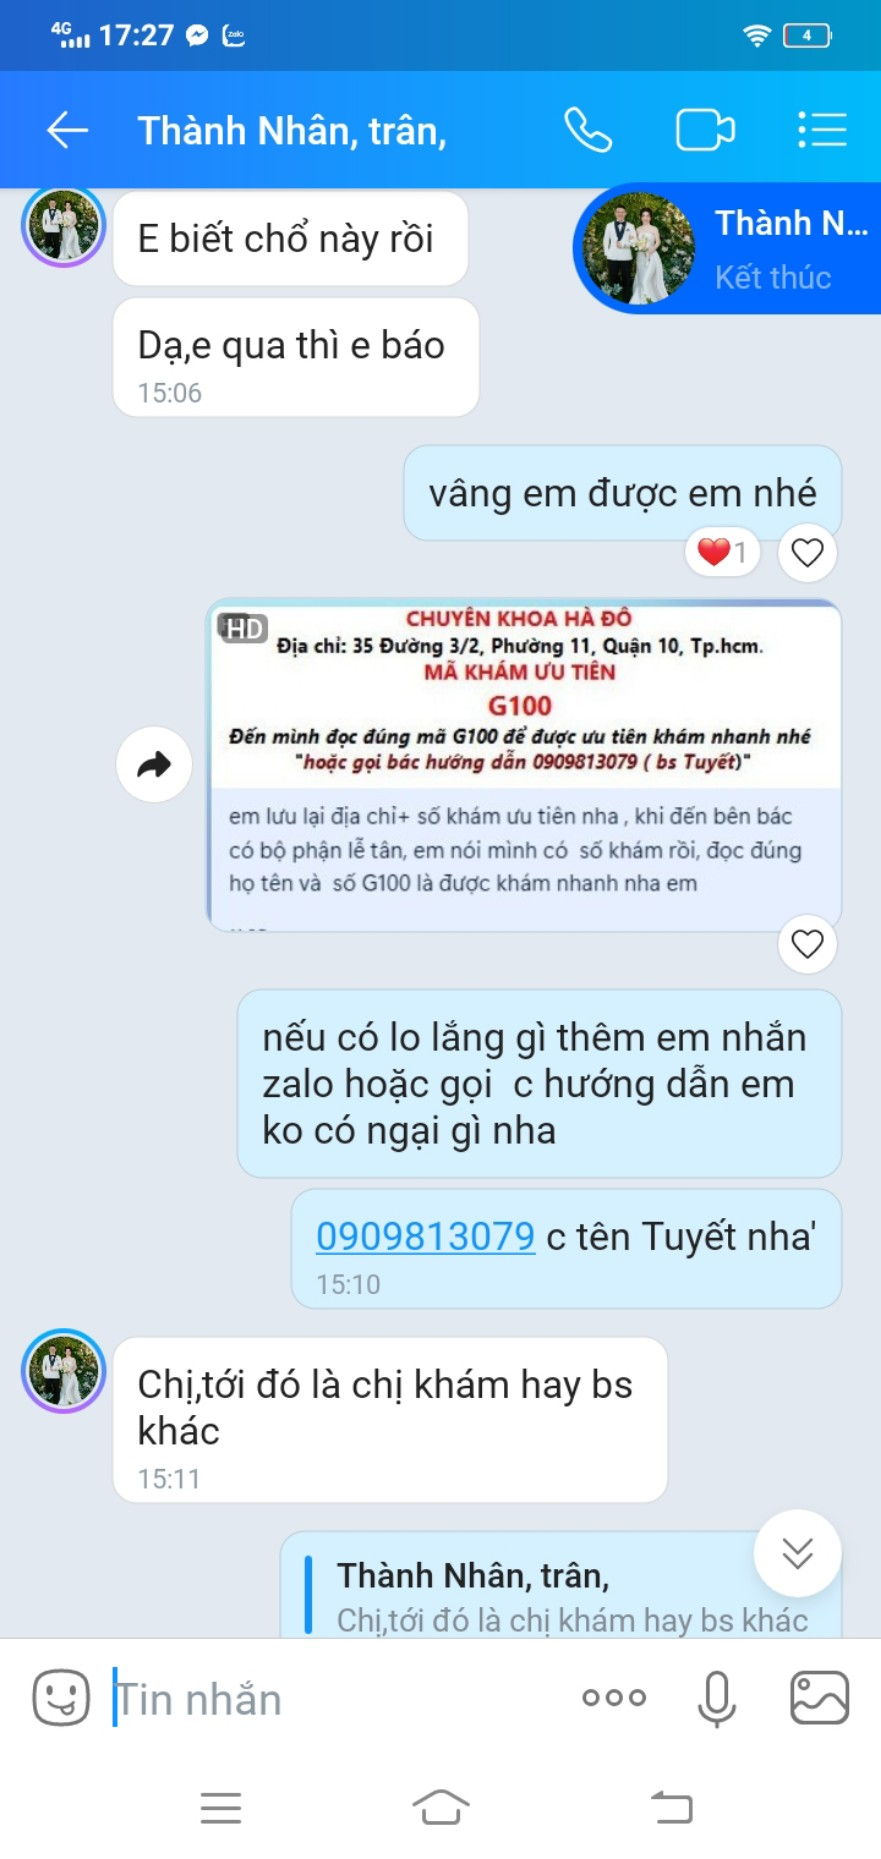 4G 17:27 zalo 4
Thành Nhân, trân,
Thành N...
Kết thúc
E biết chổ này rồi
Dạ,e qua thì e báo
15:06
vâng em được em nhé
1
HD
CHUYÊN KHOA HÀ ĐÔ
Địa chỉ: 35 Đường 3/2, Phường 11, Quận 10, Tp.hcm.
MÃ KHÁM ƯU TIÊN
G100
Đến mình đọc đúng mã G100 để được ưu tiên khám nhanh nhé
"hoặc gọi bác hướng dẫn 0909813079 ( bs Tuyết)"
em lưu lại địa chỉ+ số khám ưu tiên nha , khi đến bên bác
có bộ phận lễ tân, em nói mình có số khám rồi, đọc đúng
họ tên và số G100 là được khám nhanh nha em
nếu có lo lắng gì thêm em nhắn
zalo hoặc gọi c hướng dẫn em
ko có ngại gì nha
0909813079 c tên Tuyết nha'
15:10
Chị,tới đó là chị khám hay bs
khác
15:11
Thành Nhân, trân,
Chị,tới đó là chị khám hay bs khác
Tin nhắn